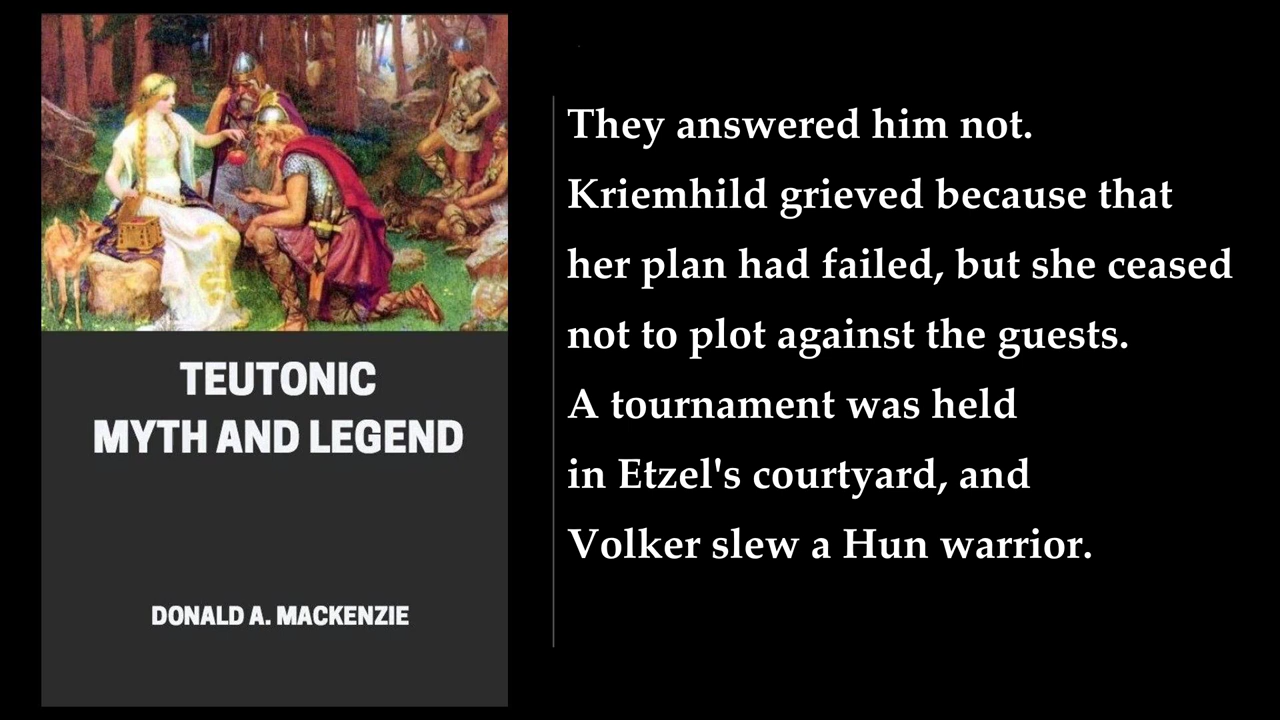 TEUTONIC
MYTH AND LEGEND
DONALD A. MACKENZIE
They answered him not.
Kriemhild grieved because that
her plan had failed, but she ceased
not to plot against the guests.
A tournament was held
in Etzel's courtyard, and
Volker slew a Hun warrior.